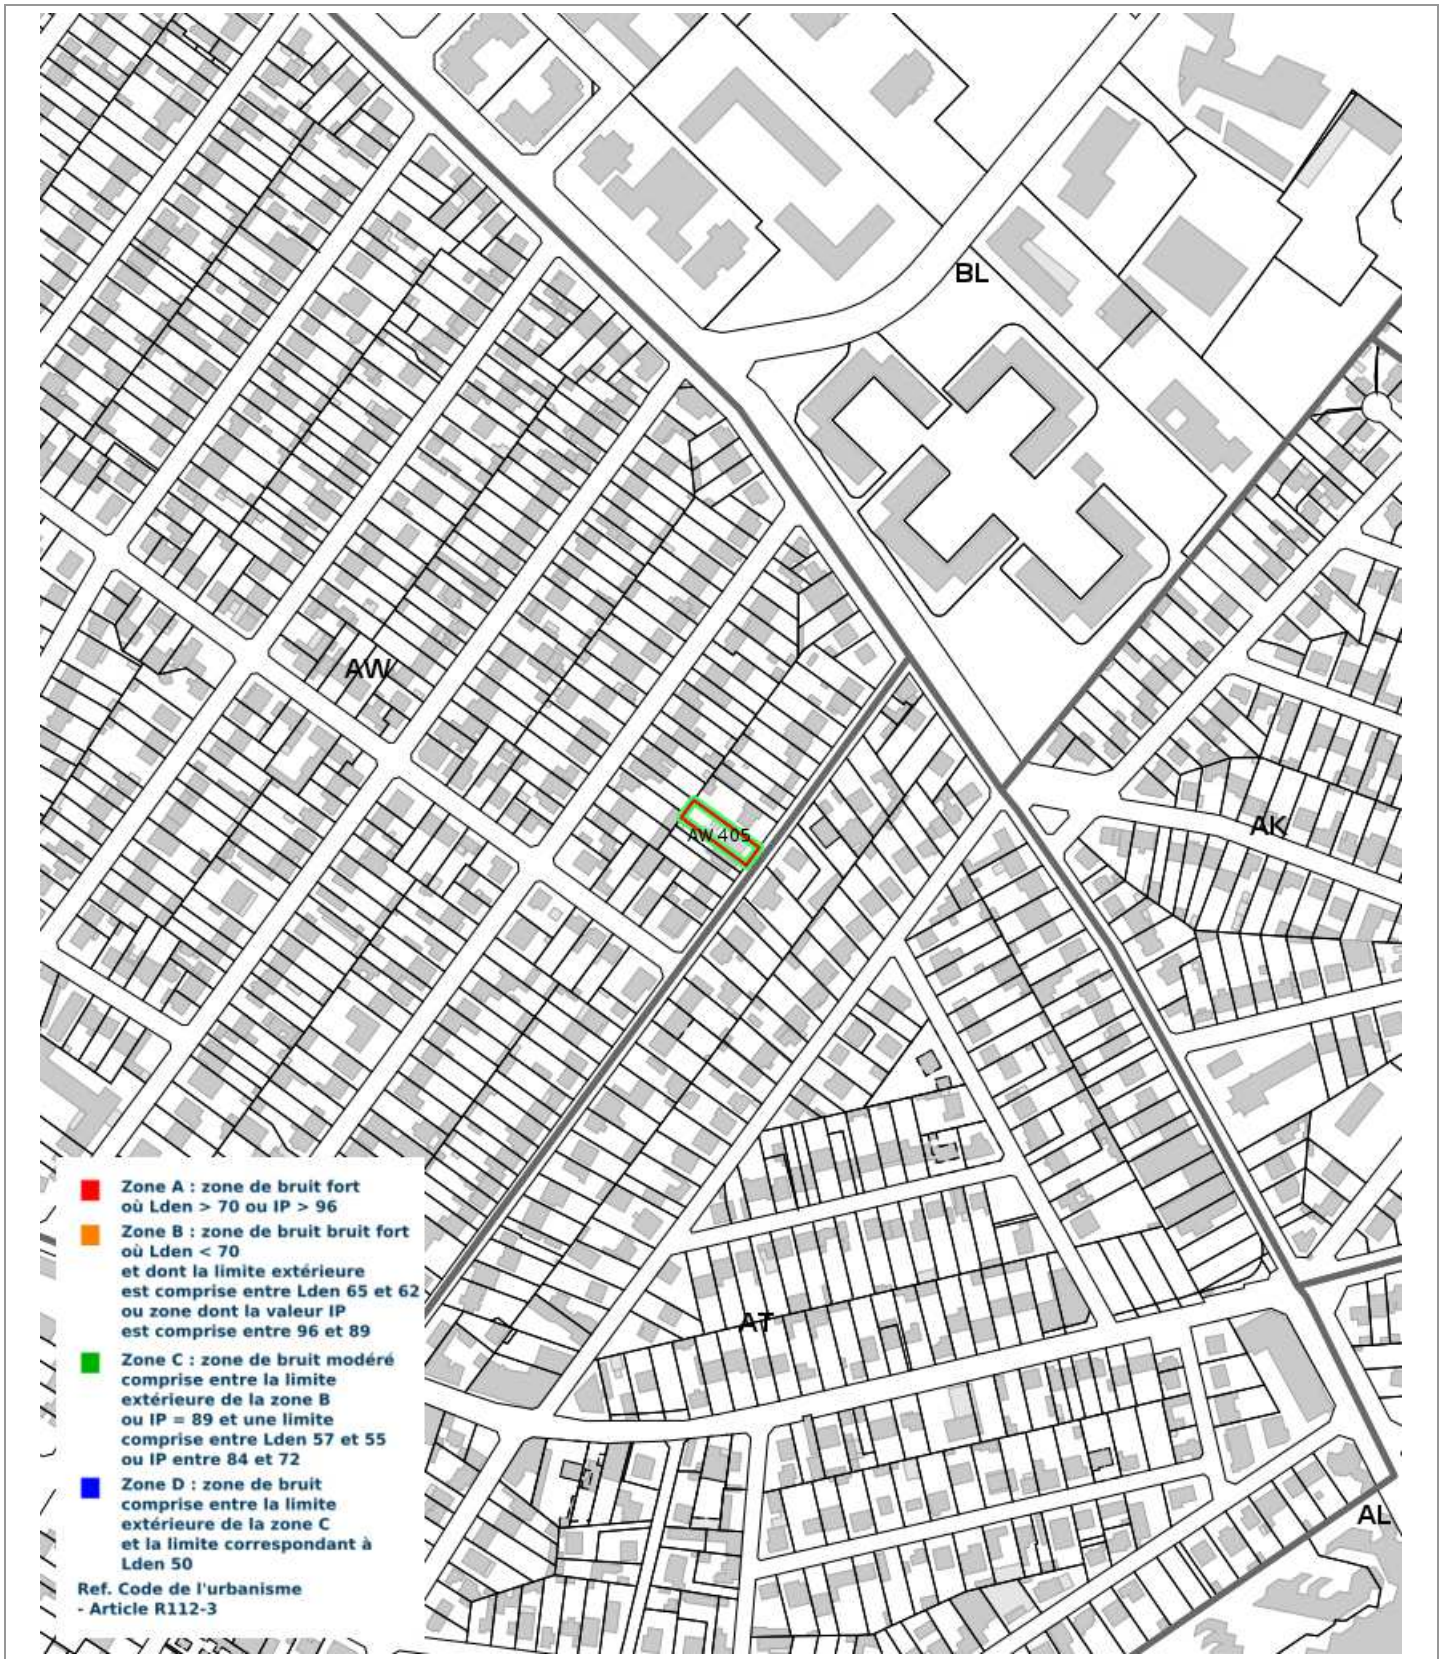 BL
AW
AW 405
AK
Zone A : zone de bruit fort
où Lden > 70 ou IP > 96
Zone B : zone de bruit bruit fort
où Lden < 70
et dont la limite extérieure
est comprise entre Lden 65 et 62
ou zone dont la valeur IP
est comprise entre 96 et 89
AT
Zone C : zone de bruit modéré
comprise entre la limite
extérieure de la zone B
ou IP = 89 et une limite
comprise entre Lden 57 et 55
ou IP entre 84 et 72
Zone D : zone de bruit
comprise entre la limite
extérieure de la zone C
et la limite correspondant à
Lden 50
AL
Ref. Code de l'urbanisme
- Article R112-3